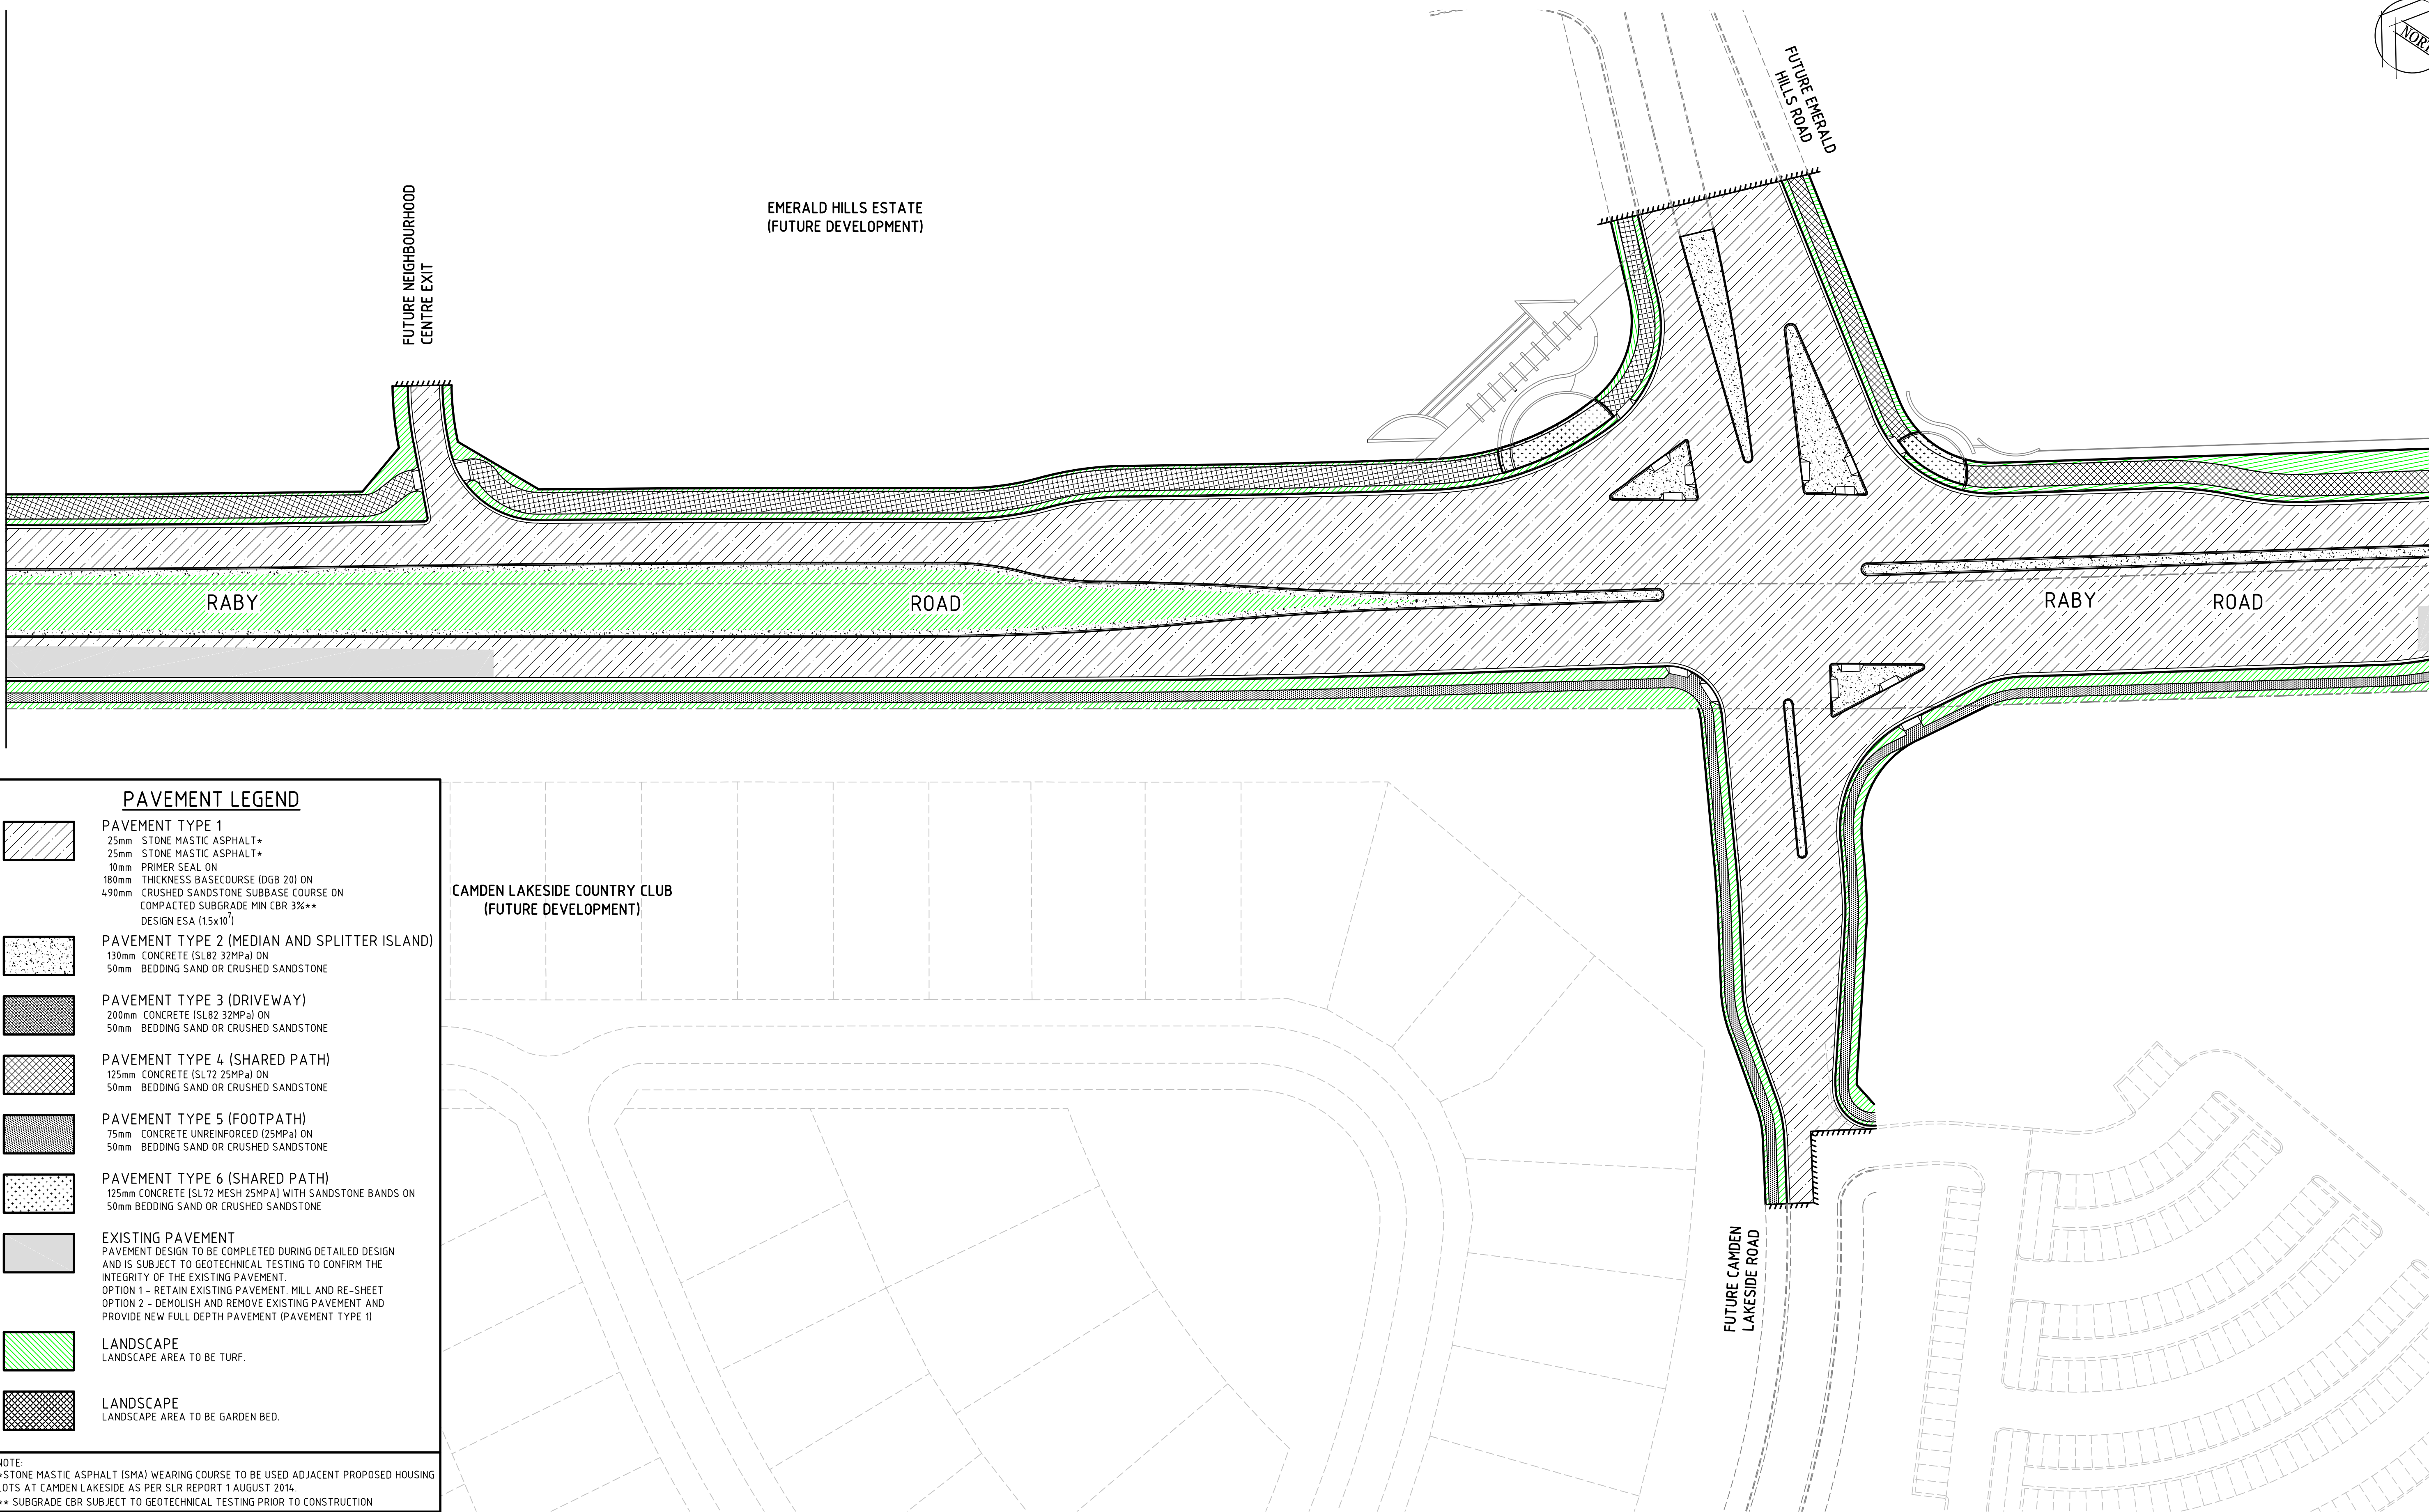 NORT
FUTURE EMERALD
HILLS ROAD
FUTURE NEIGHBOURHOOD
CENTRE EXIT
EMERALD HILLS ESTATE
(FUTURE DEVELOPMENT)
RABY
ROAD
RABY
ROAD
CAMDEN LAKESIDE COUNTRY CLUB
(FUTURE DEVELOPMENT)
FUTURE CAMDEN
LAKESIDE ROAD
PAVEMENT LEGEND
PAVEMENT TYPE 1
25mm STONE MASTIC ASPHALT*
25mm STONE MASTIC ASPHALT*
10mm PRIMER SEAL ON
180mm THICKNESS BASECOURSE (DGB 20) ON
490mm CRUSHED SANDSTONE SUBBASE COURSE ON
COMPACTED SUBGRADE MIN CBR 3%**
DESIGN ESA (1.5x10⁷)
PAVEMENT TYPE 2 (MEDIAN AND SPLITTER ISLAND)
130mm CONCRETE (SL82 32MPa) ON
50mm BEDDING SAND OR CRUSHED SANDSTONE
PAVEMENT TYPE 3 (DRIVEWAY)
200mm CONCRETE (SL82 32MPa) ON
50mm BEDDING SAND OR CRUSHED SANDSTONE
PAVEMENT TYPE 4 (SHARED PATH)
125mm CONCRETE (SL72 25MPa) ON
50mm BEDDING SAND OR CRUSHED SANDSTONE
PAVEMENT TYPE 5 (FOOTPATH)
75mm CONCRETE UNREINFORCED (25MPa) ON
50mm BEDDING SAND OR CRUSHED SANDSTONE
PAVEMENT TYPE 6 (SHARED PATH)
125mm CONCRETE [SL72 MESH 25MPA] WITH SANDSTONE BANDS ON
50mm BEDDING SAND OR CRUSHED SANDSTONE
EXISTING PAVEMENT
PAVEMENT DESIGN TO BE COMPLETED DURING DETAILED DESIGN
AND IS SUBJECT TO GEOTECHNICAL TESTING TO CONFIRM THE
INTEGRITY OF THE EXISTING PAVEMENT.
OPTION 1 - RETAIN EXISTING PAVEMENT. MILL AND RE-SHEET
OPTION 2 - DEMOLISH AND REMOVE EXISTING PAVEMENT AND
PROVIDE NEW FULL DEPTH PAVEMENT (PAVEMENT TYPE 1)
LANDSCAPE
LANDSCAPE AREA TO BE TURF.
LANDSCAPE
LANDSCAPE AREA TO BE GARDEN BED.
NOTE:
*STONE MASTIC ASPHALT (SMA) WEARING COURSE TO BE USED ADJACENT PROPOSED HOUSING
LOTS AT CAMDEN LAKESIDE AS PER SLR REPORT 1 AUGUST 2014.
** SUBGRADE CBR SUBJECT TO GEOTECHNICAL TESTING PRIOR TO CONSTRUCTION